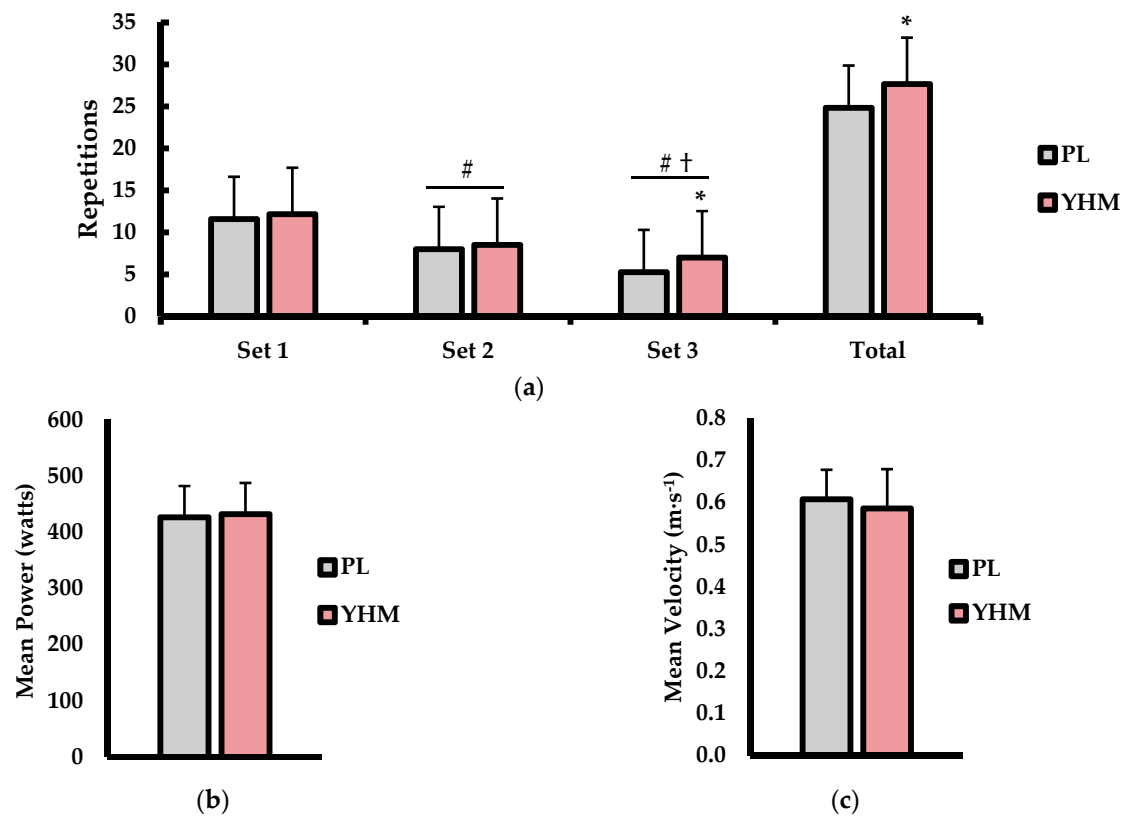 35
30
25
20
15
10
5
0
Repetitions
#
# †
*
*
PL
YHM
Set 1 Set 2 Set 3 Total
(a)
600
500
400
300
200
100
0
Mean Power (watts)
PL
YHM
(b)
0.8
0.7
0.6
0.5
0.4
0.3
0.2
0.1
0.0
Mean Velocity (m·s⁻¹)
PL
YHM
(c)